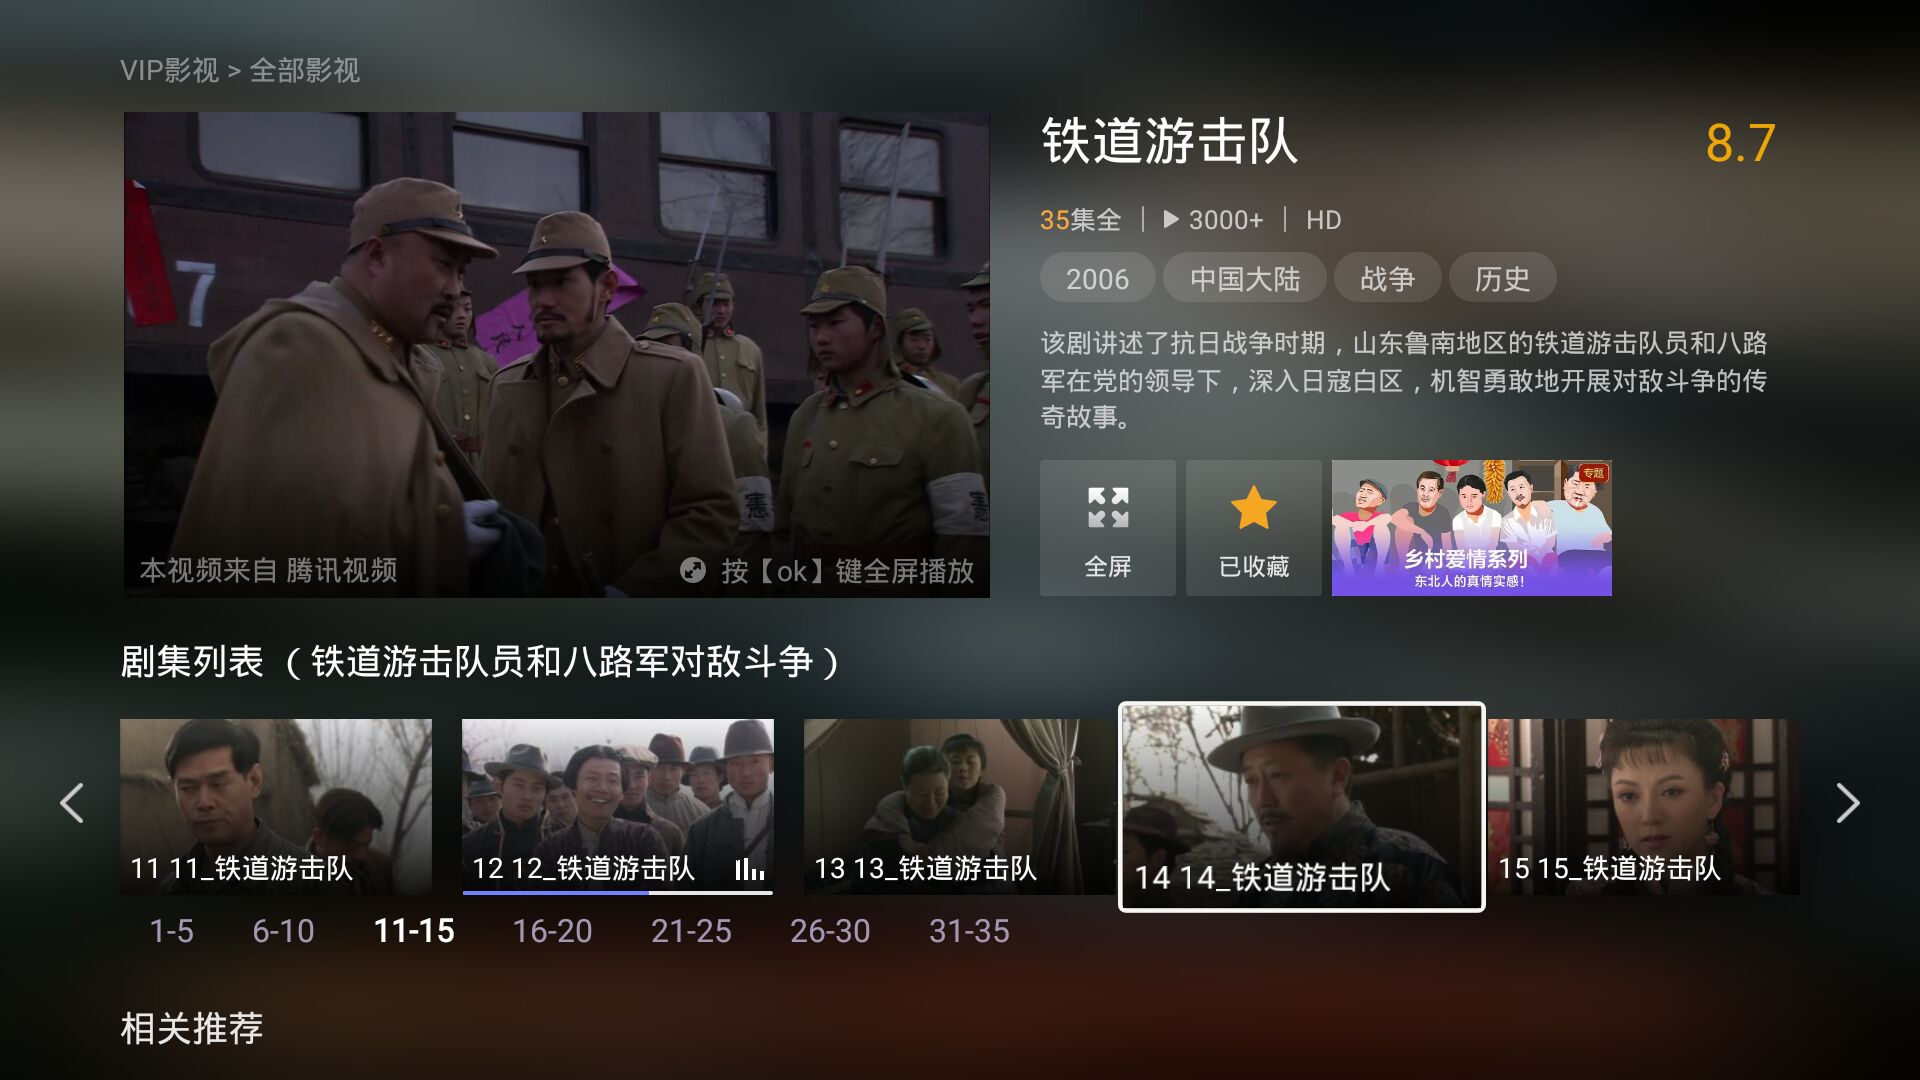 VIP影视 > 全部影视
7
憲
本视频来自 腾讯视频
按【ok】键全屏播放
铁道游击队
8.7
35集全 | 3000+ | HD
2006 中国大陆 战争 历史
该剧讲述了抗日战争时期，山东鲁南地区的铁道游击队员和八路
军在党的领导下，深入日寇白区，机智勇敢地开展对敌斗争的传
奇故事。
全屏
已收藏
专题
乡村爱情系列
东北人的真情实感！
剧集列表 （铁道游击队员和八路军对敌斗争）
11 11_铁道游击队
12 12_铁道游击队
13 13_铁道游击队
14 14_铁道游击队
15 15_铁道游击队
1-5 6-10 11-15 16-20 21-25 26-30 31-35
相关推荐